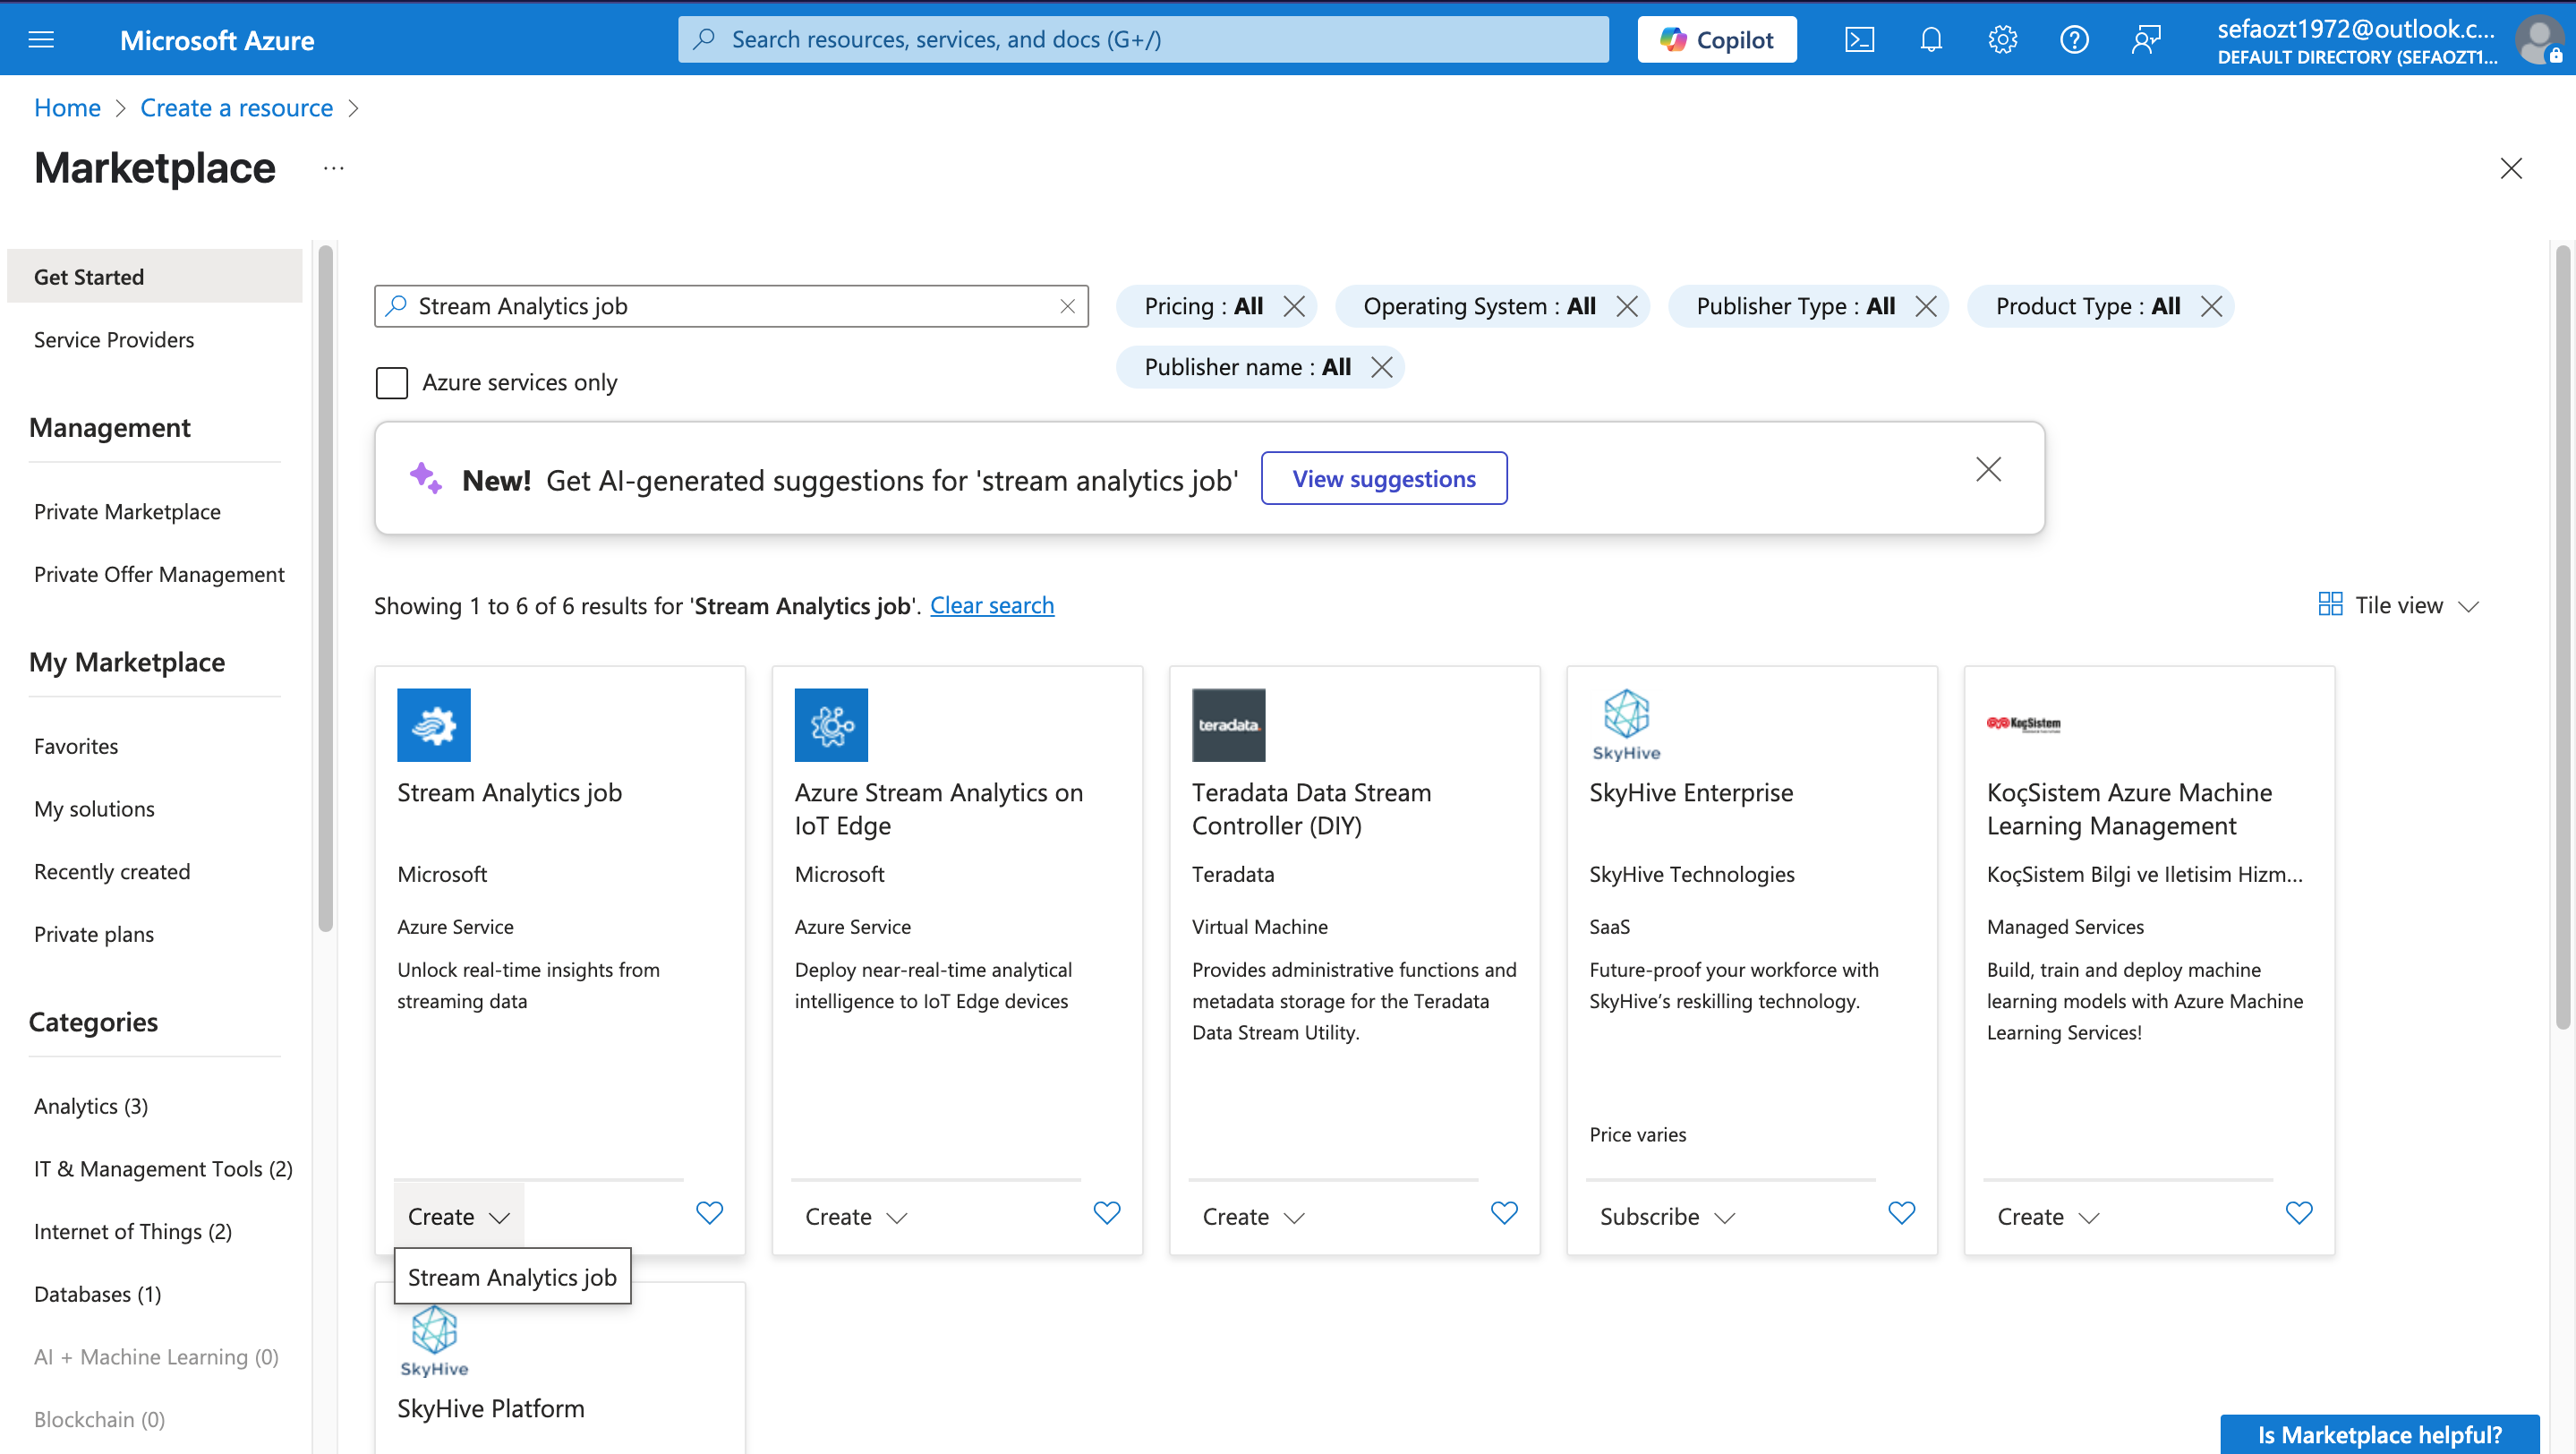 Microsoft Azure
Search resources, services, and docs (G+/)
Copilot
sefaozt1972@outlook.c...
DEFAULT DIRECTORY (SEFAOZT1...
Home > Create a resource >
Marketplace ...
Get Started
Service Providers
Management
Private Marketplace
Private Offer Management
My Marketplace
Favorites
My solutions
Recently created
Private plans
Categories
Analytics (3)
IT & Management Tools (2)
Internet of Things (2)
Databases (1)
AI + Machine Learning (0)
Blockchain (0)
Stream Analytics job
Pricing : All
Operating System : All
Publisher Type : All
Product Type : All
Publisher name : All
Azure services only
New! Get AI-generated suggestions for 'stream analytics job'
View suggestions
Showing 1 to 6 of 6 results for 'Stream Analytics job'. Clear search
Tile view
Stream Analytics job
Microsoft
Azure Service
Unlock real-time insights from
streaming data
Create
Stream Analytics job
Azure Stream Analytics on
IoT Edge
Microsoft
Azure Service
Deploy near-real-time analytical
intelligence to IoT Edge devices
Create
teradata.
Teradata Data Stream
Controller (DIY)
Teradata
Virtual Machine
Provides administrative functions and
metadata storage for the Teradata
Data Stream Utility.
Create
SkyHive
SkyHive Enterprise
SkyHive Technologies
SaaS
Future-proof your workforce with
SkyHive’s reskilling technology.
Price varies
Subscribe
KoçSistem
KoçSistem Azure Machine
Learning Management
KoçSistem Bilgi ve Iletisim Hizm...
Managed Services
Build, train and deploy machine
learning models with Azure Machine
Learning Services!
Create
SkyHive
SkyHive Platform
Is Marketplace helpful?